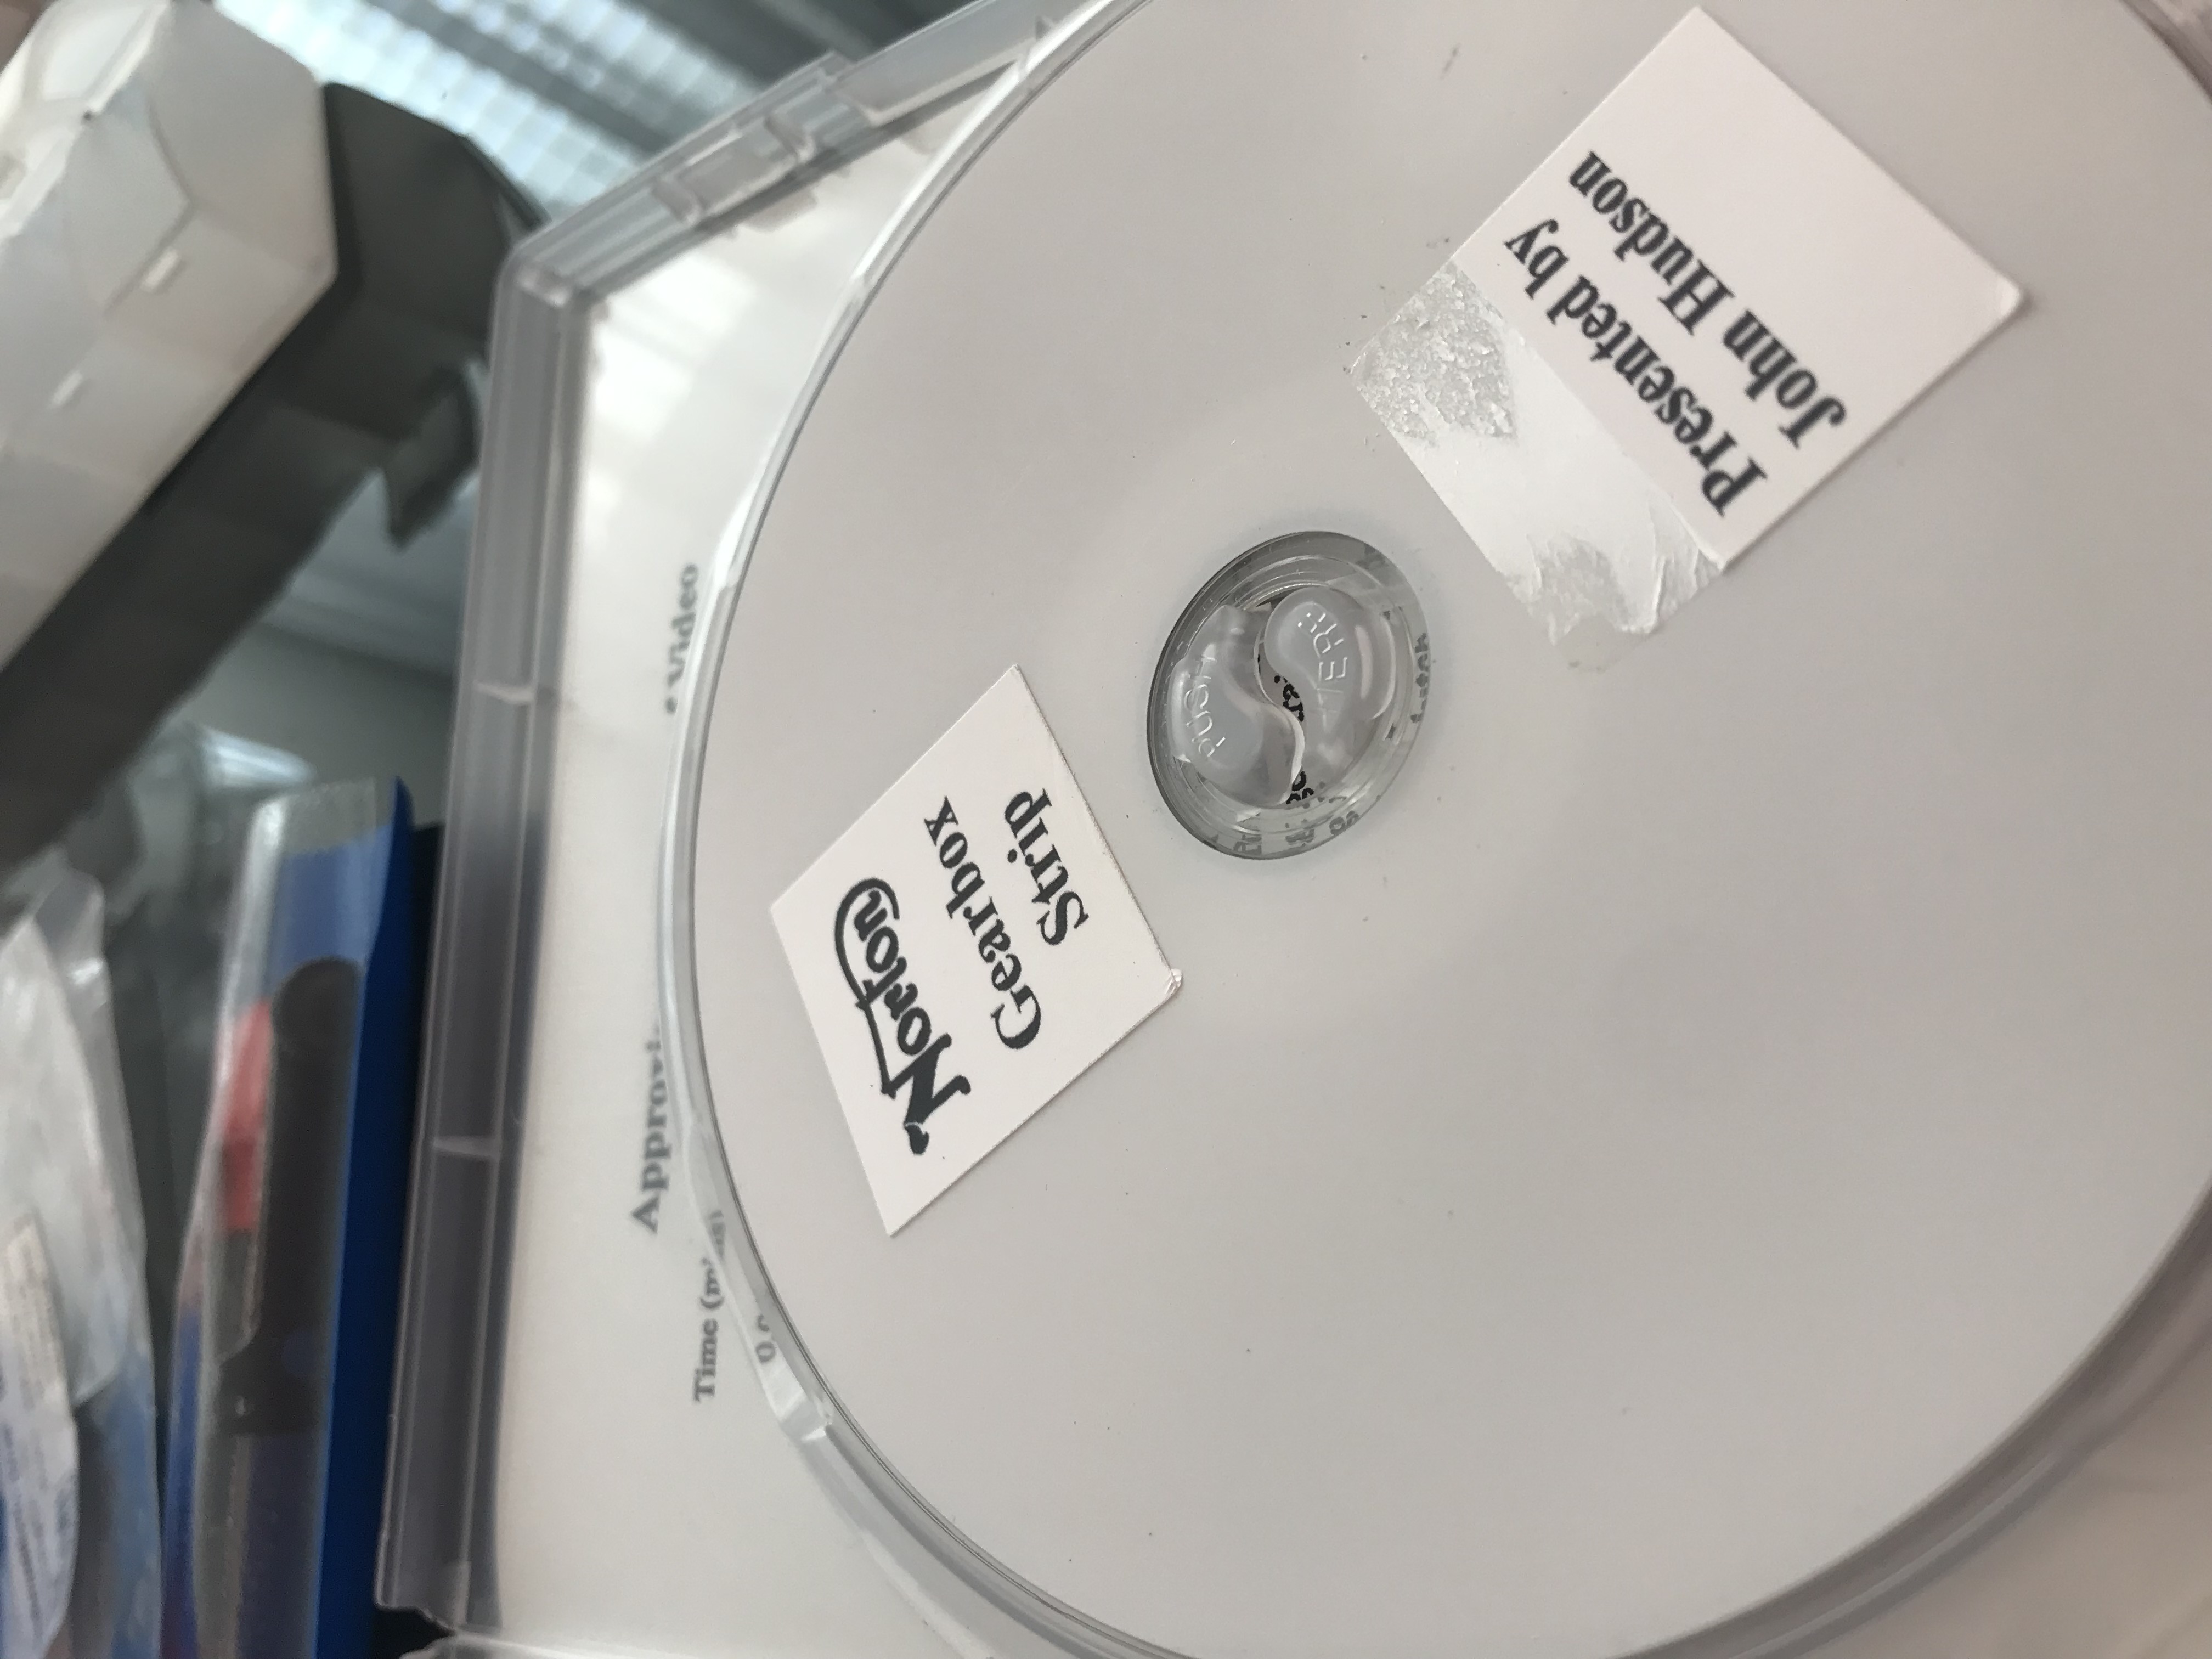 Norton
Gearbox
Strip
Presented by
John Hudson
PUSH
Video
Time